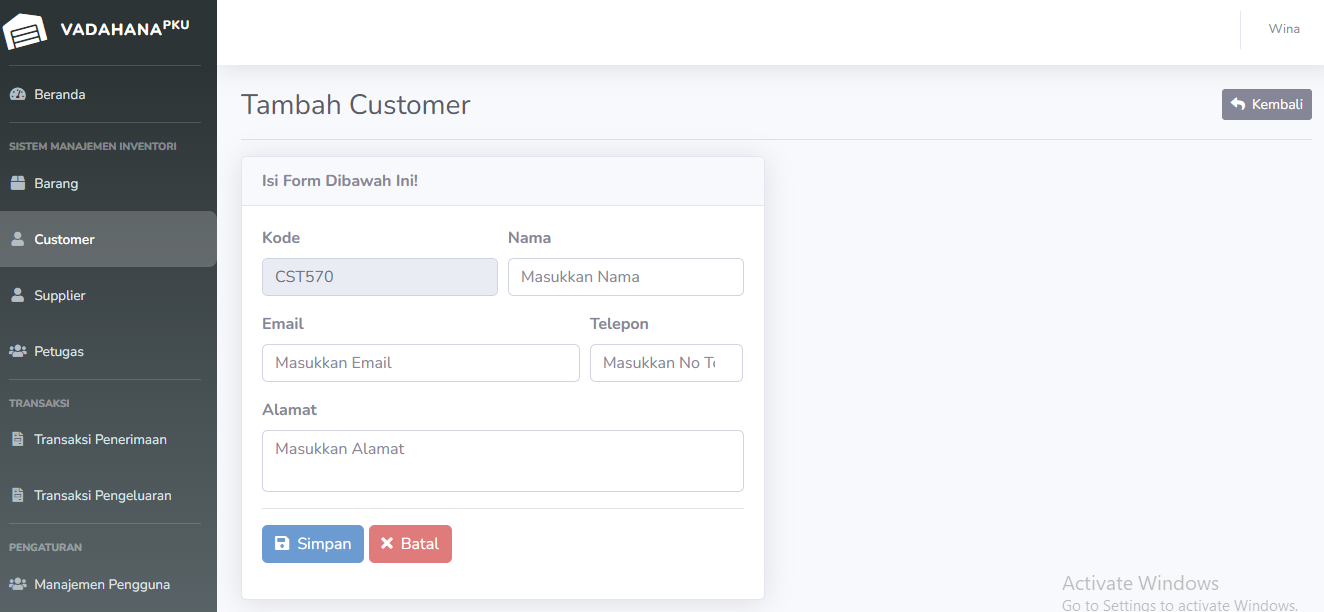 VADAHANAPKU
Wina
Beranda
SISTEM MANAJEMEN INVENTORI
Barang
Customer
Supplier
Petugas
TRANSAKSI
Transaksi Penerimaan
Transaksi Pengeluaran
PENGATURAN
Manajemen Pengguna
Tambah Customer
Kembali
Isi Form Dibawah Ini!
Kode Nama
CST570 Masukkan Nama
Email Telepon
Masukkan Email Masukkan No Te
Alamat
Masukkan Alamat
Simpan Batal
Activate Windows
Go to Settings to activate Windows.